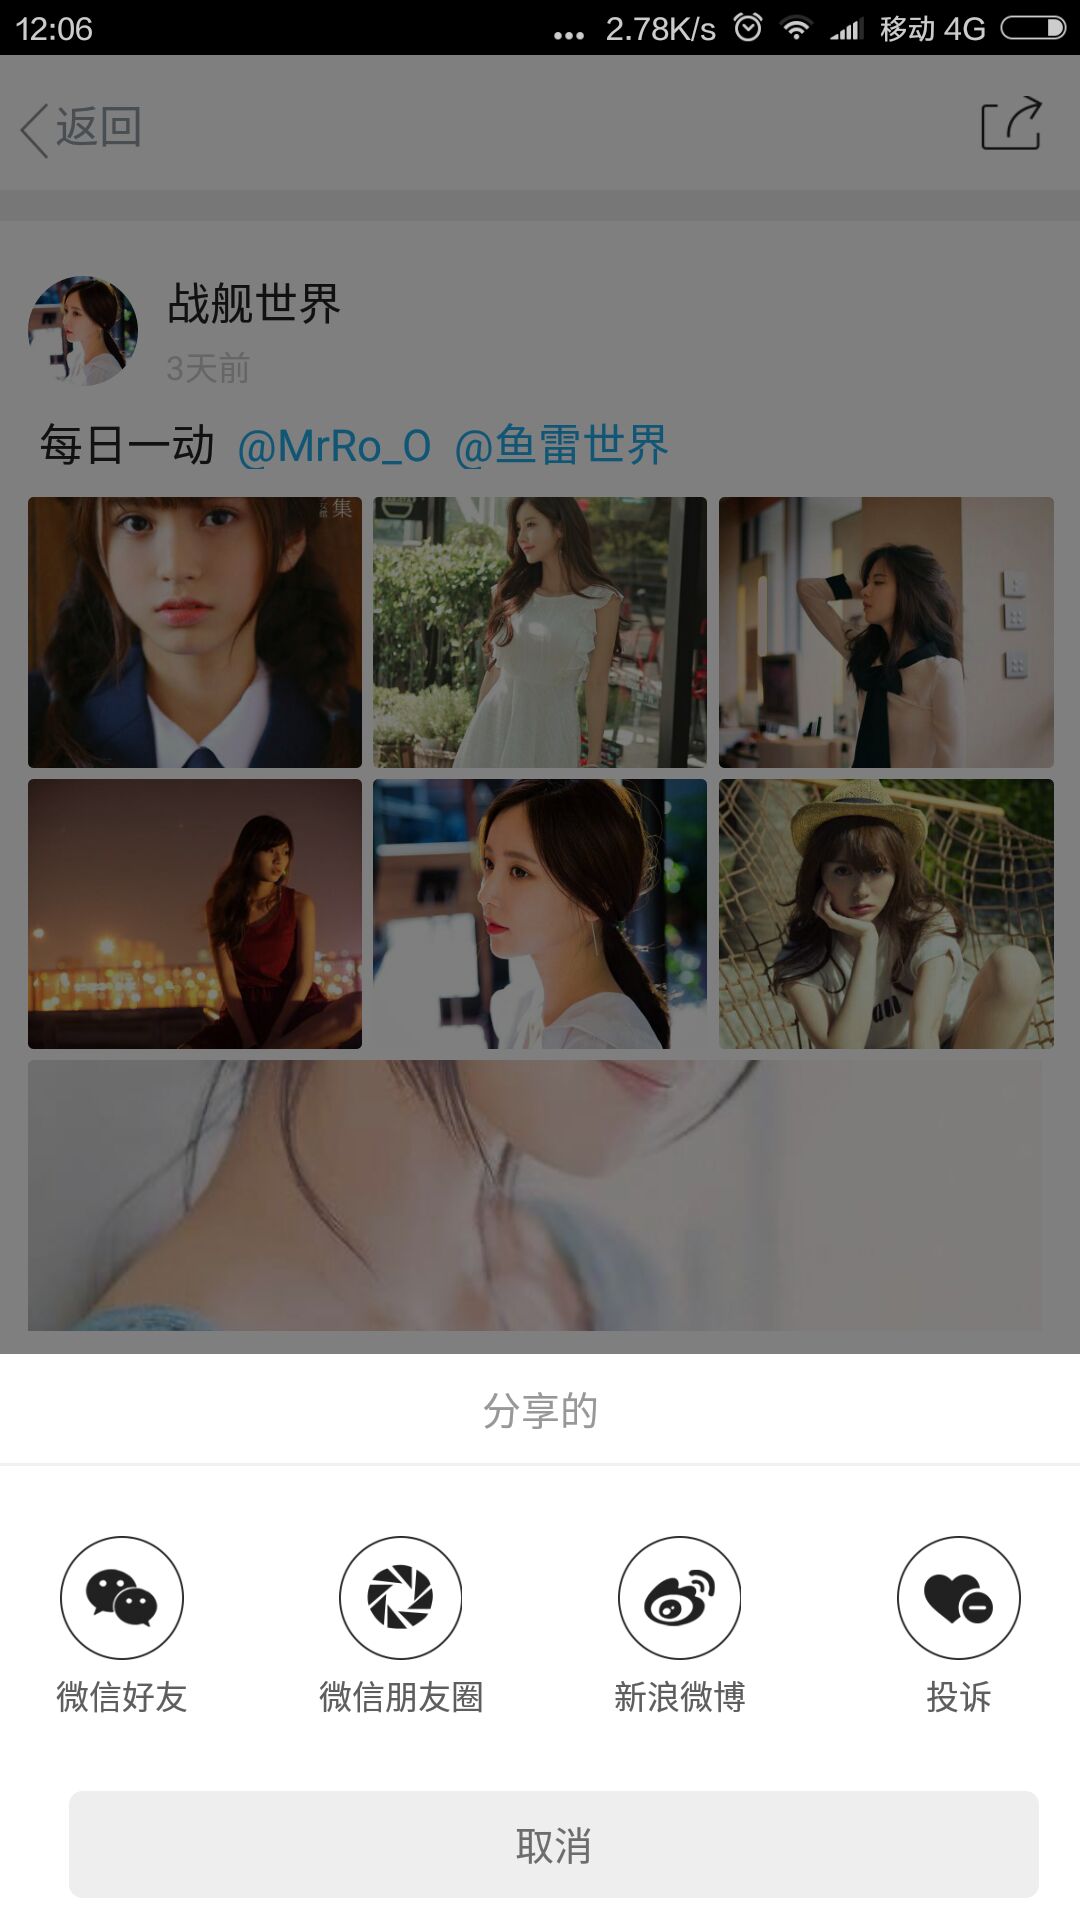 12:06
... 2.78K/s 移动 4G
返回
战舰世界
3天前
每日一动 @MrRo_O @鱼雷世界
集
分享的
微信好友
微信朋友圈
新浪微博
投诉
取消